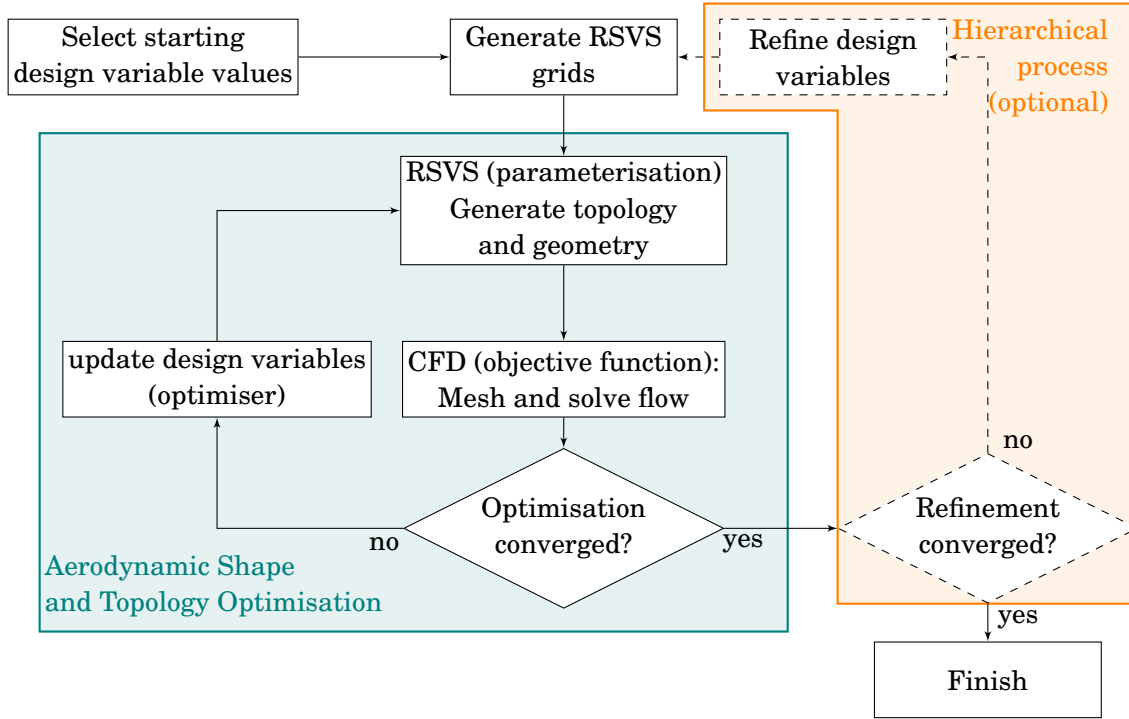 Select starting
design variable values
Generate RSVS
grids
Refine design
variables
Hierarchical
process
(optional)
RSVS (parameterisation)
Generate topology
and geometry
update design variables
(optimiser)
CFD (objective function):
Mesh and solve flow
no
Optimisation
converged?
no
yes
Refinement
converged?
Aerodynamic Shape
and Topology Optimisation
yes
Finish